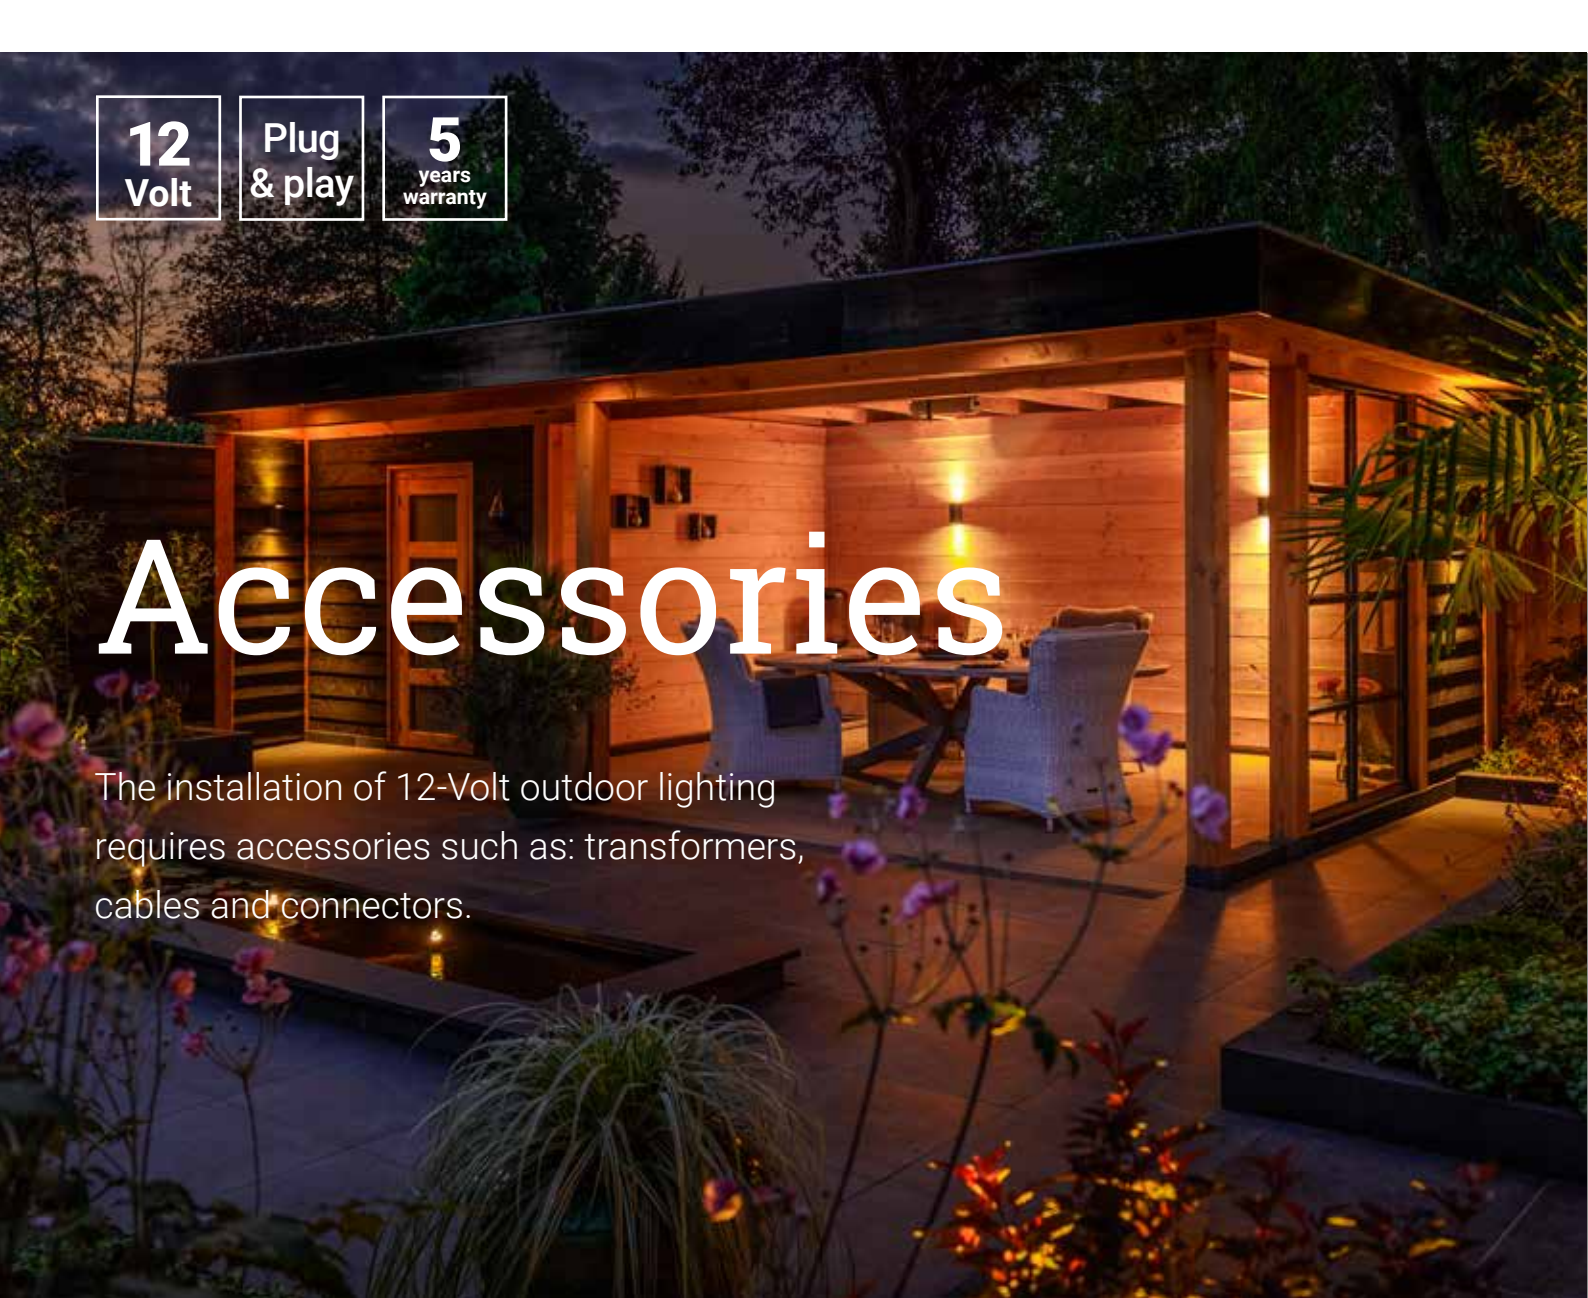 12
Volt
Plug
& play
5
years
warranty
Accessories
The installation of 12-Volt outdoor lighting
requires accessories such as: transformers,
cables and connectors.